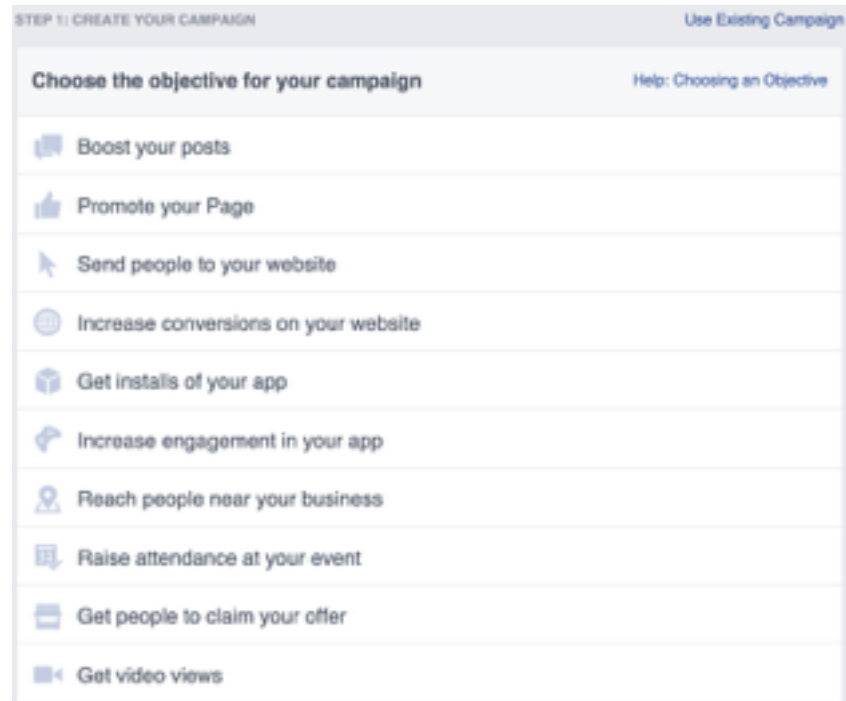 STEP 1: CREATE YOUR CAMPAIGN Use Existing Campaign
Choose the objective for your campaign Help: Choosing an Objective
Boost your posts
Promote your Page
Send people to your website
Increase conversions on your website
Get installs of your app
Increase engagement in your app
Reach people near your business
Raise attendance at your event
Get people to claim your offer
Get video views